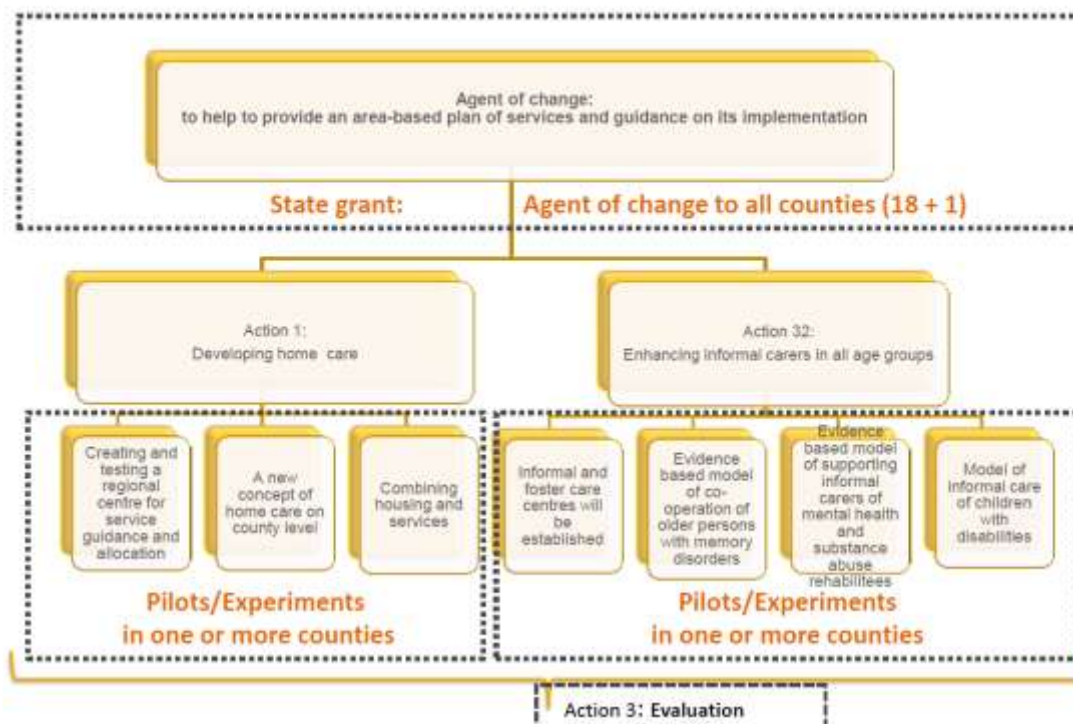 Agent of change:
to help to provide an area-based plan of services and guidance on its implementation
State grant: Agent of change to all counties (18 + 1)
Action 1:
Developing home care
Action 32:
Enhancing informal carers in all age groups
Creating and
testing a
regional
centre for
service
guidance and
allocation
A new
concept of
home care on
county level
Combining
housing and
services
Pilots/Experiments
in one or more counties
Informal and
foster care
centres will
be
established
Evidence
based model
of co-
operation of
older persons
with memory
disorders
Evidence
based model
of supporting
informal
carers of
mental health
and
substance
abuse
rehabilitees
Model of
informal care
of children
with
disabilities
Pilots/Experiments
in one or more counties
Action 3: Evaluation